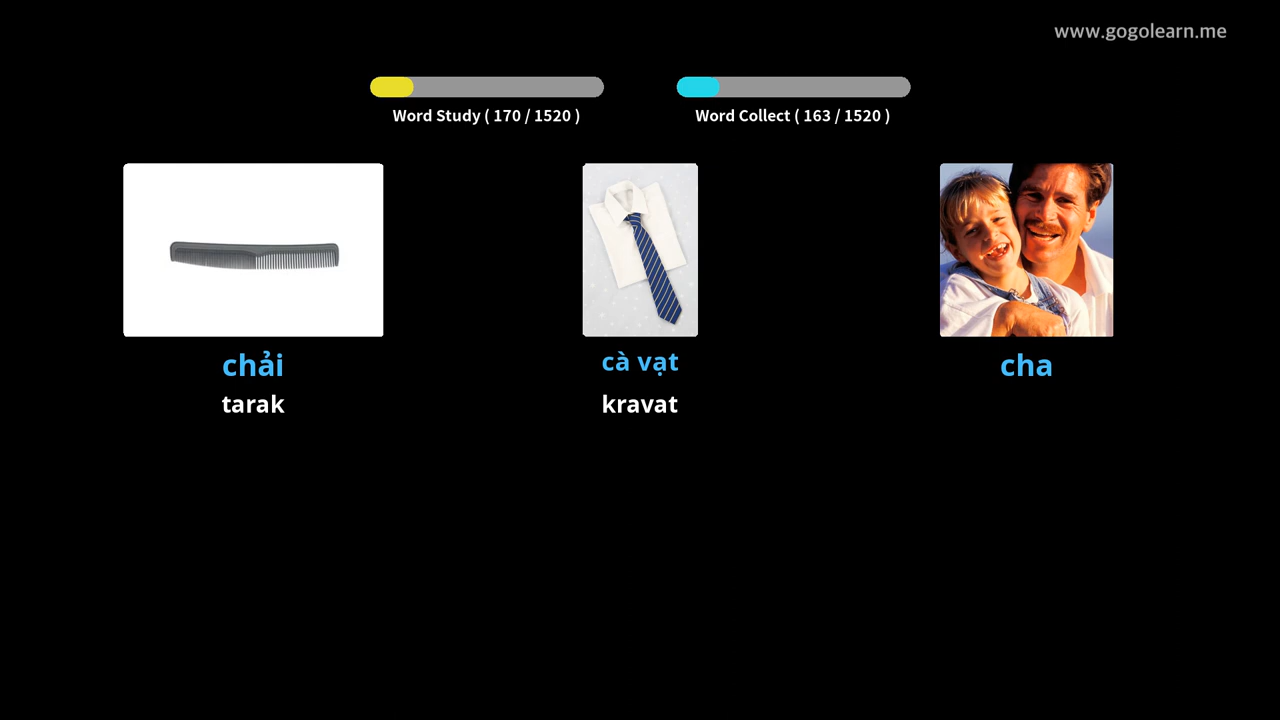 www.gogolearn.me
Word Study ( 170 / 1520 )
Word Collect ( 163 / 1520 )
chải
cà vạt
cha
tarak
kravat